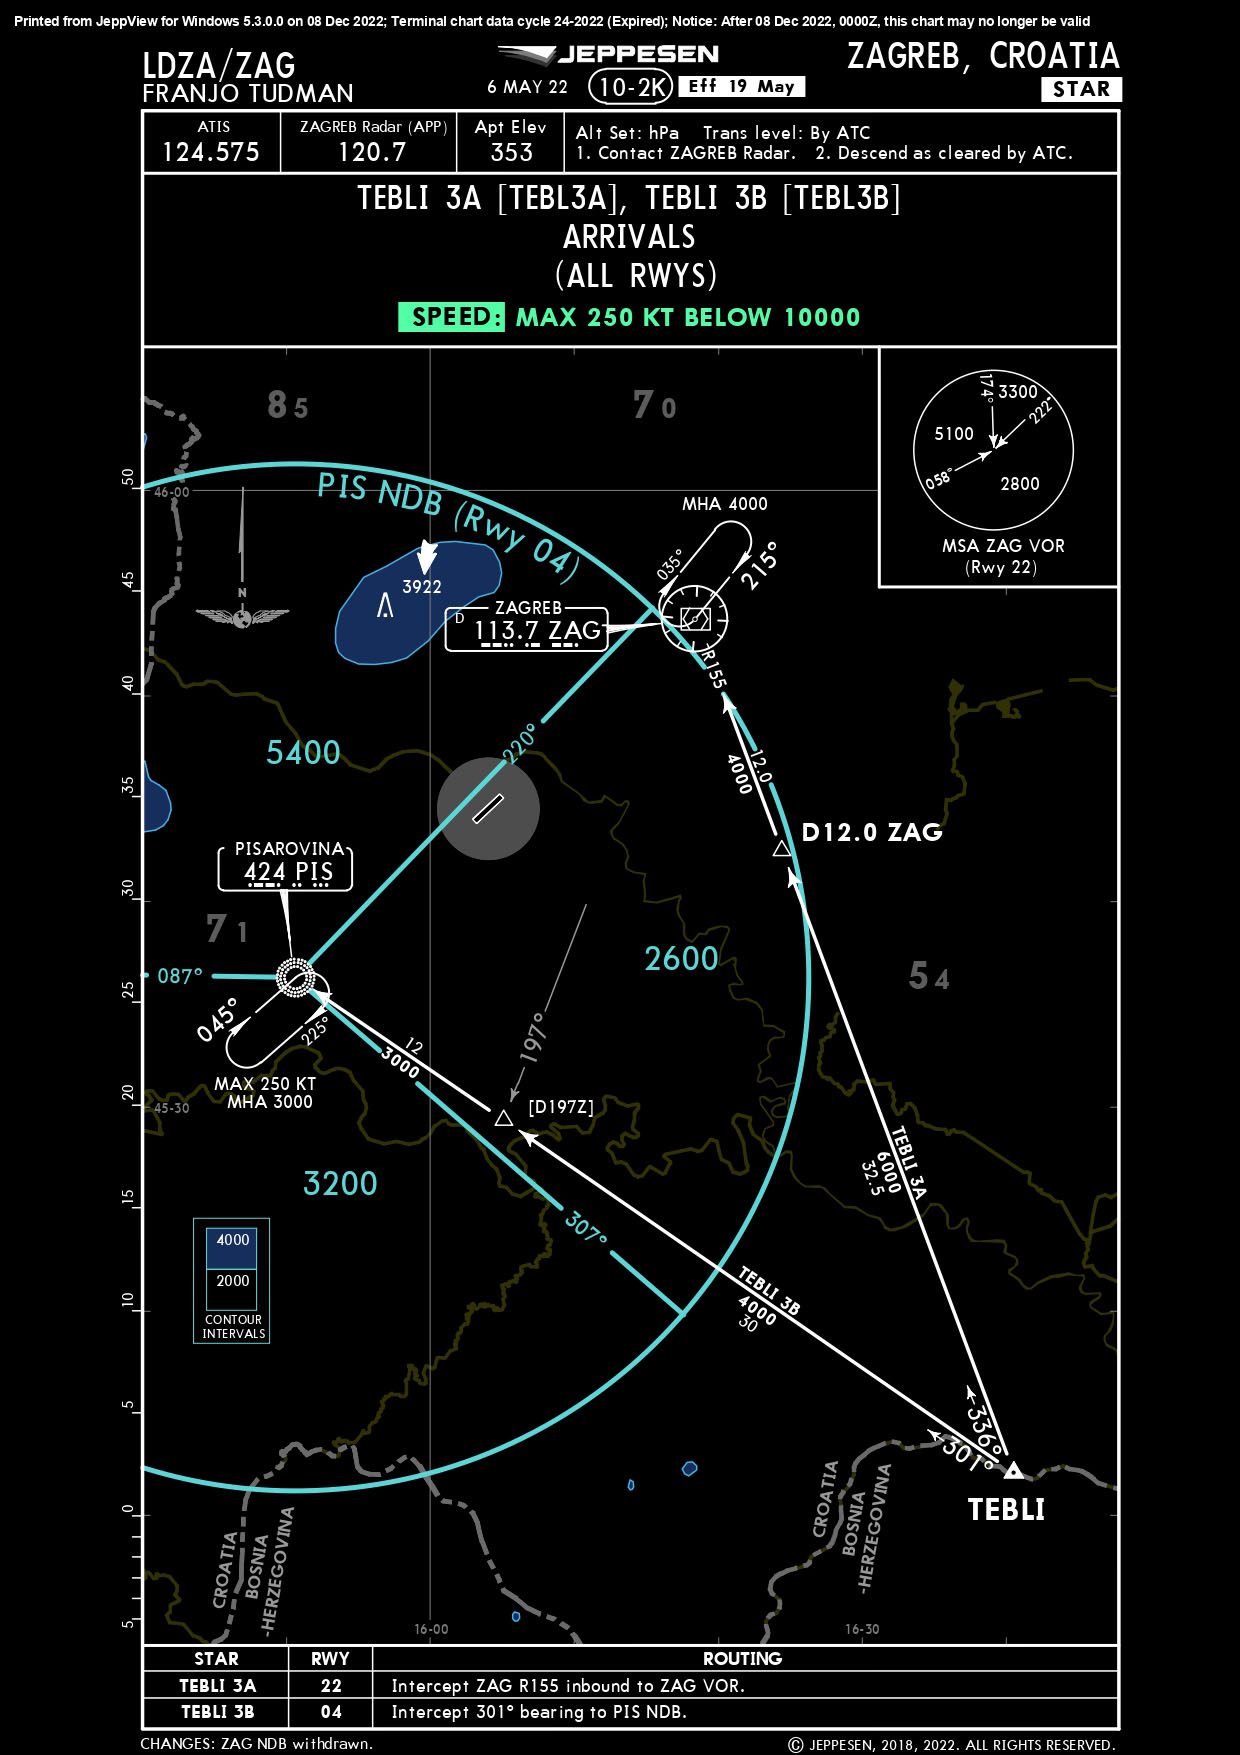 Printed from JeppView for Windows 5.3.0.0 on 08 Dec 2022; Terminal chart data cycle 24-2022 (Expired); Notice: After 08 Dec 2022, 0000Z, this chart may no longer be valid
LDZA/ZAG
FRANJO TUDMAN
JEPPESEN
6 MAY 22
10-2K
Eff 19 May
ZAGREB, CROATIA
STAR
ATIS
124.575
ZAGREB Radar (APP)
120.7
Apt Elev
353
Alt Set: hPa Trans level: By ATC
1. Contact ZAGREB Radar. 2. Descend as cleared by ATC.
TEBLI 3A [TEBL3A], TEBLI 3B [TEBL3B]
ARRIVALS
(ALL RWYS)
SPEED: MAX 250 KT BELOW 10000
85
70
174°
3300
222°
5100
058°
2800
MSA ZAG VOR
(Rwy 22)
50
46-00
PIS NDB (Rwy 04)
MHA 4000
035°
215°
45
3922
N
ZAGREB
D
113.7 ZAG
R155
40
5400
220°
12.0
4000
35
D12.0 ZAG
PISAROVINA
424 PIS
30
71
2600
54
087°
25
045°
225°
12
3000
197°
MAX 250 KT
MHA 3000
20
45-30
[D197Z]
TEBLI 3A
6000
32.5
15
3200
307°
4000
2000
CONTOUR
INTERVALS
TEBLI 3B
4000
30
10
5
336°
301°
TEBLI
0
CROATIA
BOSNIA
-HERZEGOVINA
CROATIA
BOSNIA
-HERZEGOVINA
5
16-00
16-30
STAR RWY ROUTING
TEBLI 3A 22 Intercept ZAG R155 inbound to ZAG VOR.
TEBLI 3B 04 Intercept 301° bearing to PIS NDB.
CHANGES: ZAG NDB withdrawn.
© JEPPESEN, 2018, 2022. ALL RIGHTS RESERVED.